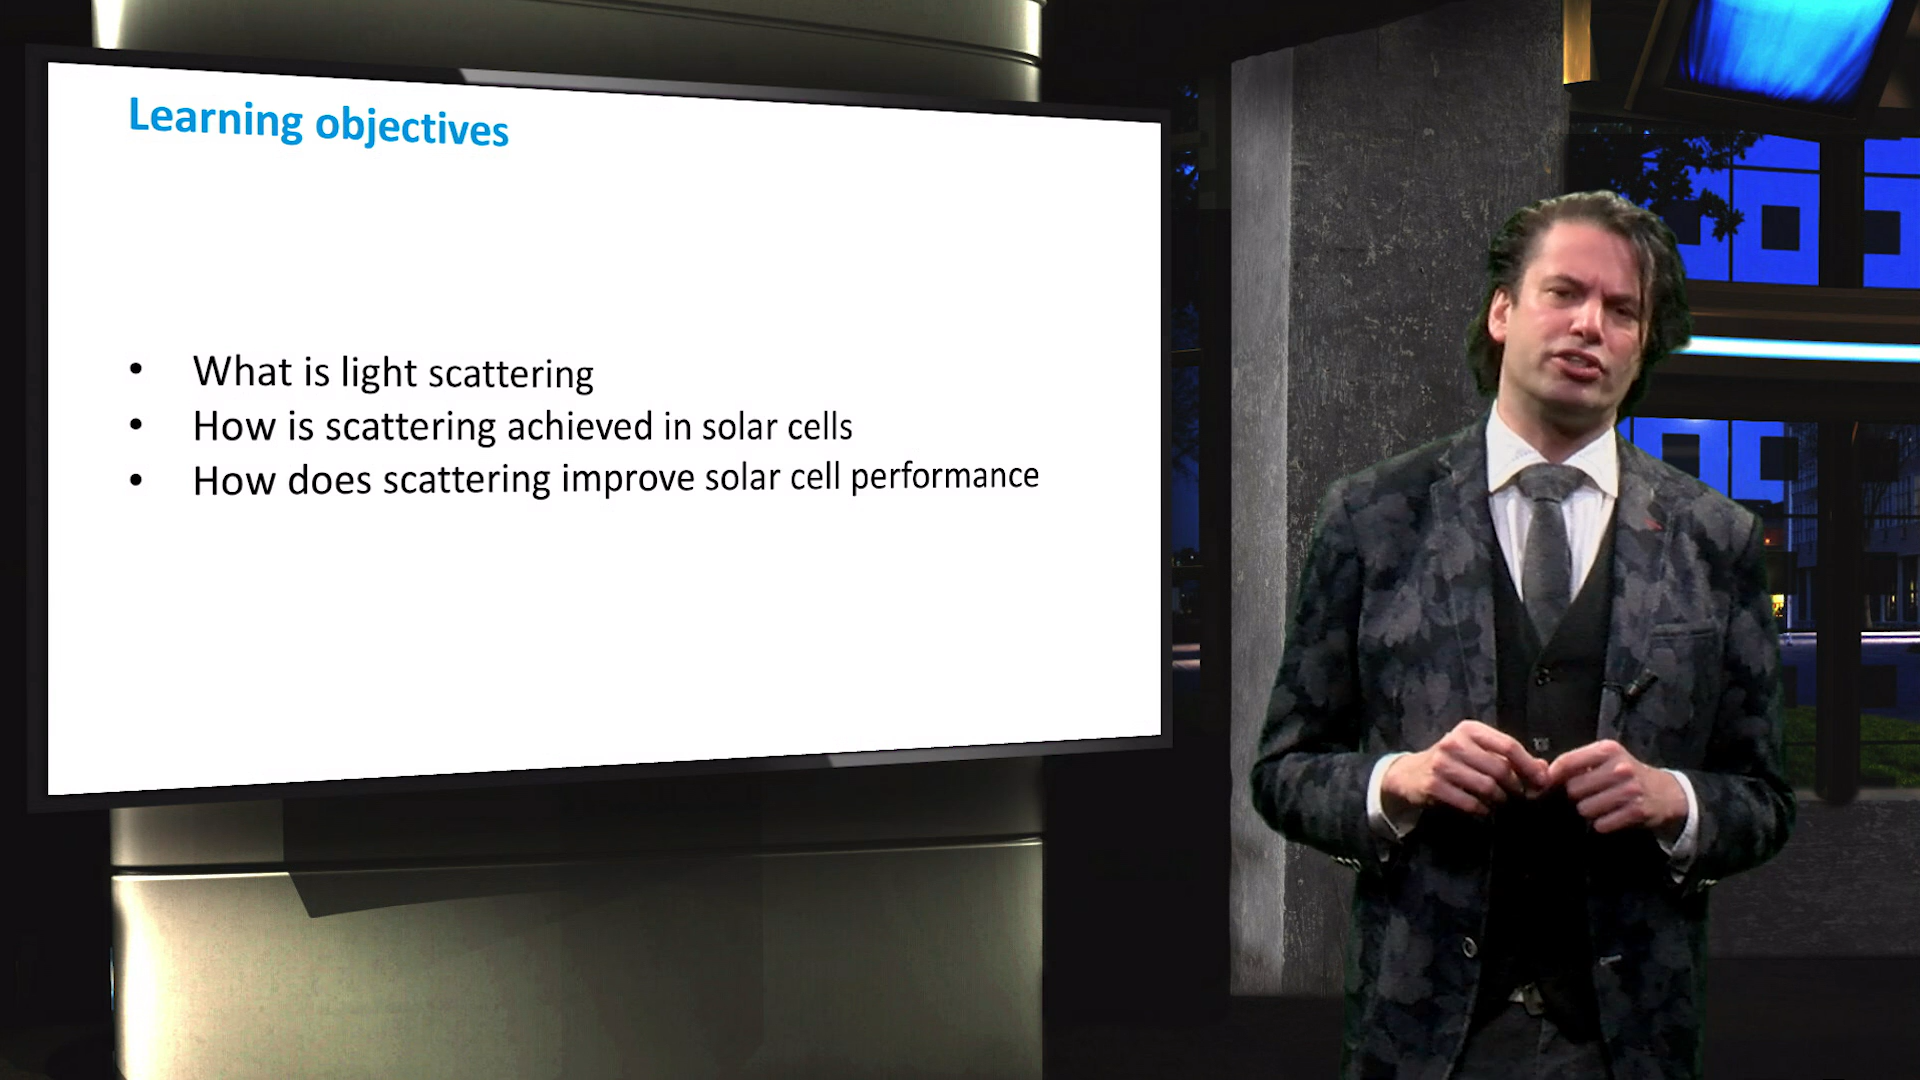 Learning objectives
• What is light scattering
• How is scattering achieved in solar cells
• How does scattering improve solar cell performance